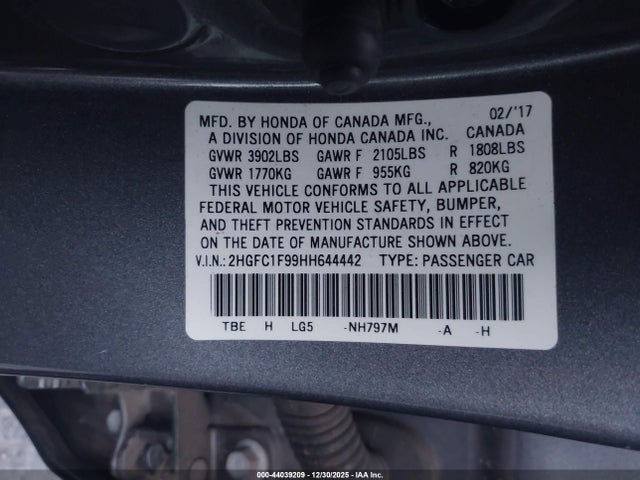 MFD. BY HONDA OF CANADA MFG., 02/'17
A DIVISION OF HONDA CANADA INC. CANADA
GVWR 3902LBS GAWR F 2105LBS R 1808LBS
GVWR 1770KG GAWR F 955KG R 820KG
THIS VEHICLE CONFORMS TO ALL APPLICABLE
FEDERAL MOTOR VEHICLE SAFETY, BUMPER,
AND THEFT PREVENTION STANDARDS IN EFFECT
ON THE DATE OF MANUFACTURE SHOWN ABOVE.
V.I.N.: 2HGFC1F99HH644442 TYPE: PASSENGER CAR
TBE H LG5 -NH797M -A -H
000-44039209 - 12/30/2025 - IAA Inc.